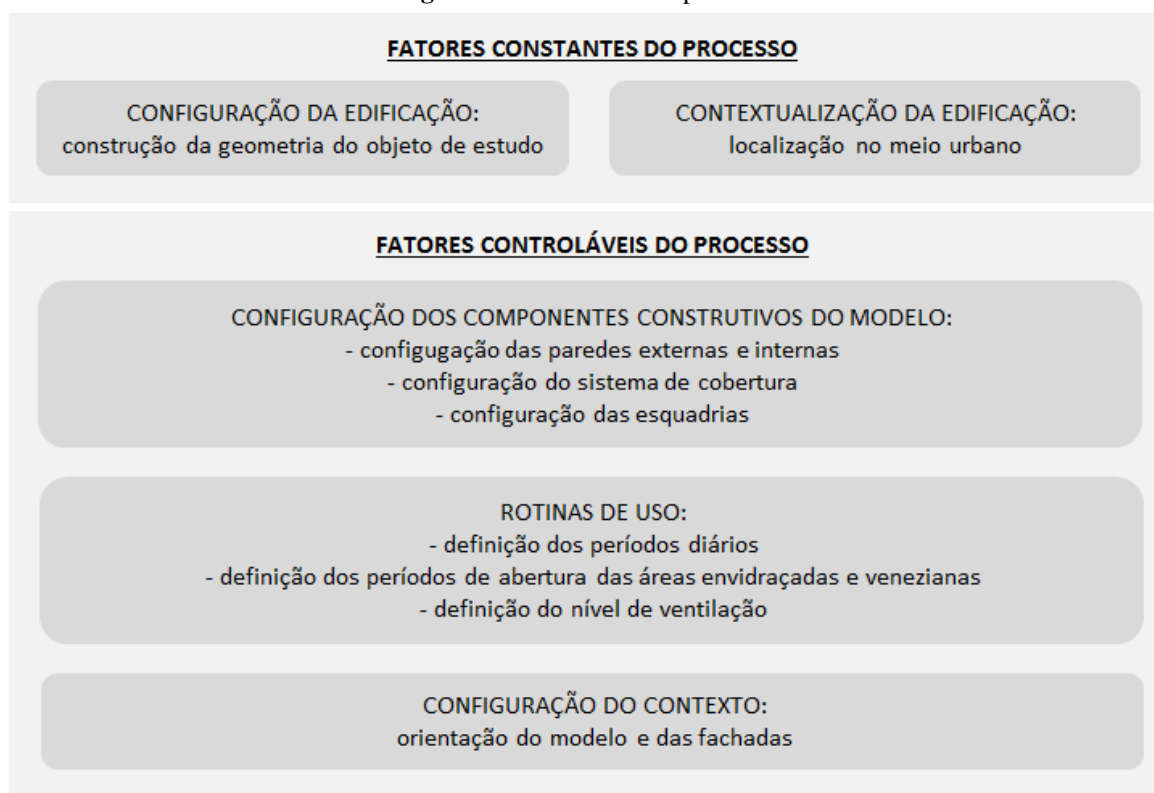 FATORES CONSTANTES DO PROCESSO
CONFIGURAÇÃO DA EDIFICAÇÃO:
construção da geometria do objeto de estudo
CONTEXTUALIZAÇÃO DA EDIFICAÇÃO:
localização no meio urbano
FATORES CONTROLÁVEIS DO PROCESSO
CONFIGURAÇÃO DOS COMPONENTES CONSTRUTIVOS DO MODELO:
- configugação das paredes externas e internas
- configuração do sistema de cobertura
- configuração das esquadrias
ROTINAS DE USO:
- definição dos períodos diários
- definição dos períodos de abertura das áreas envidraçadas e venezianas
- definição do nível de ventilação
CONFIGURAÇÃO DO CONTEXTO:
orientação do modelo e das fachadas